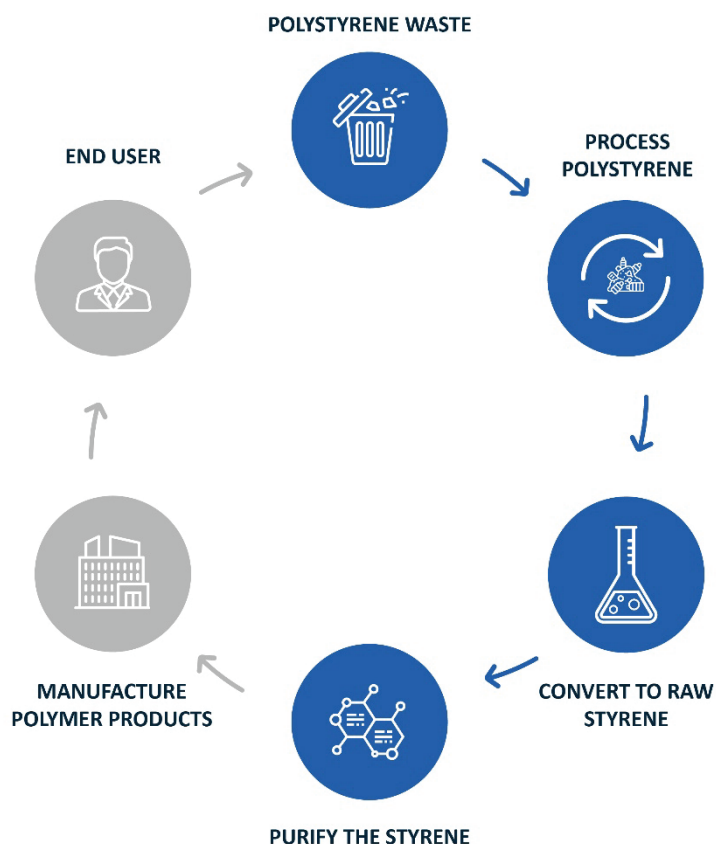 POLYSTYRENE WASTE
PROCESS
POLYSTYRENE
CONVERT TO RAW
STYRENE
PURIFY THE STYRENE
MANUFACTURE
POLYMER PRODUCTS
END USER